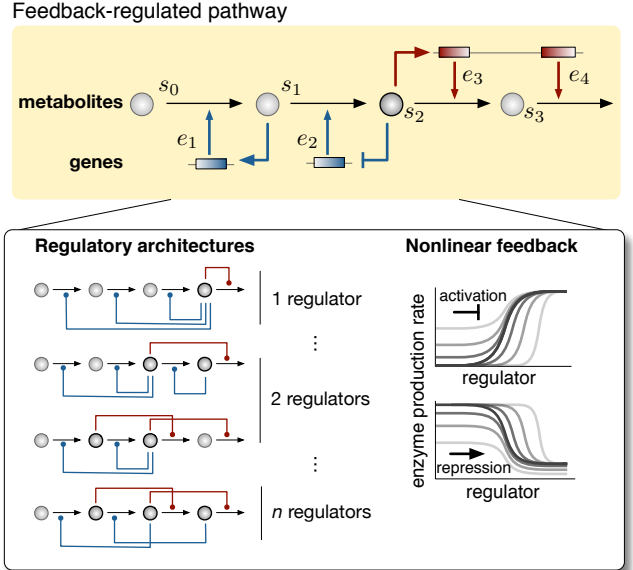 Feedback-regulated pathway
s0 s1 s2 s3
metabolites
e1 e2 e3 e4
genes
Regulatory architectures
1 regulator
⋮
2 regulators
⋮
n regulators
Nonlinear feedback
enzyme production rate
activation
regulator
repression
regulator